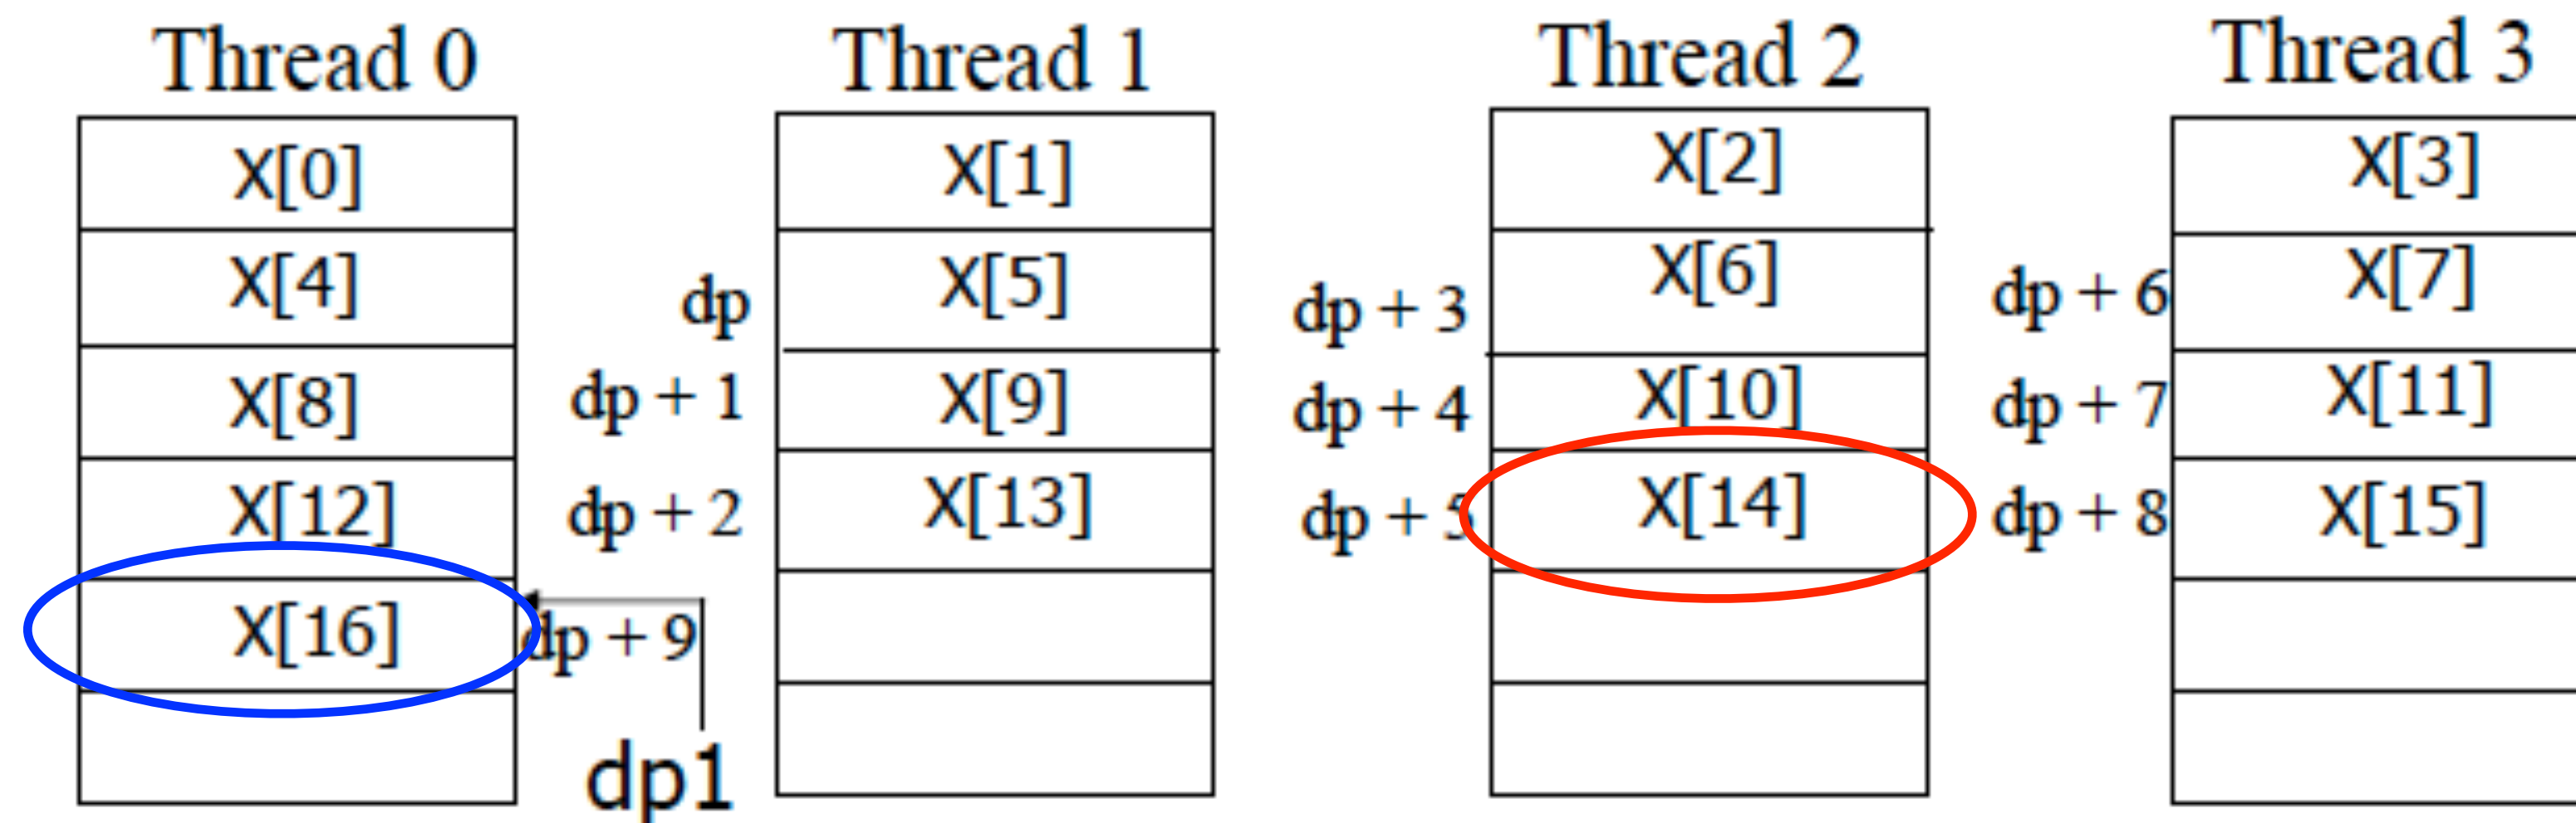 Thread 0 Thread 1 Thread 2 Thread 3
X[0] X[1] X[2] X[3]
X[4] dp X[5] dp + 3 X[6] dp + 6 X[7]
X[8] dp + 1 X[9] dp + 4 X[10] dp + 7 X[11]
X[12] dp + 2 X[13] dp + 5 X[14] dp + 8 X[15]
X[16] dp + 9
dp1